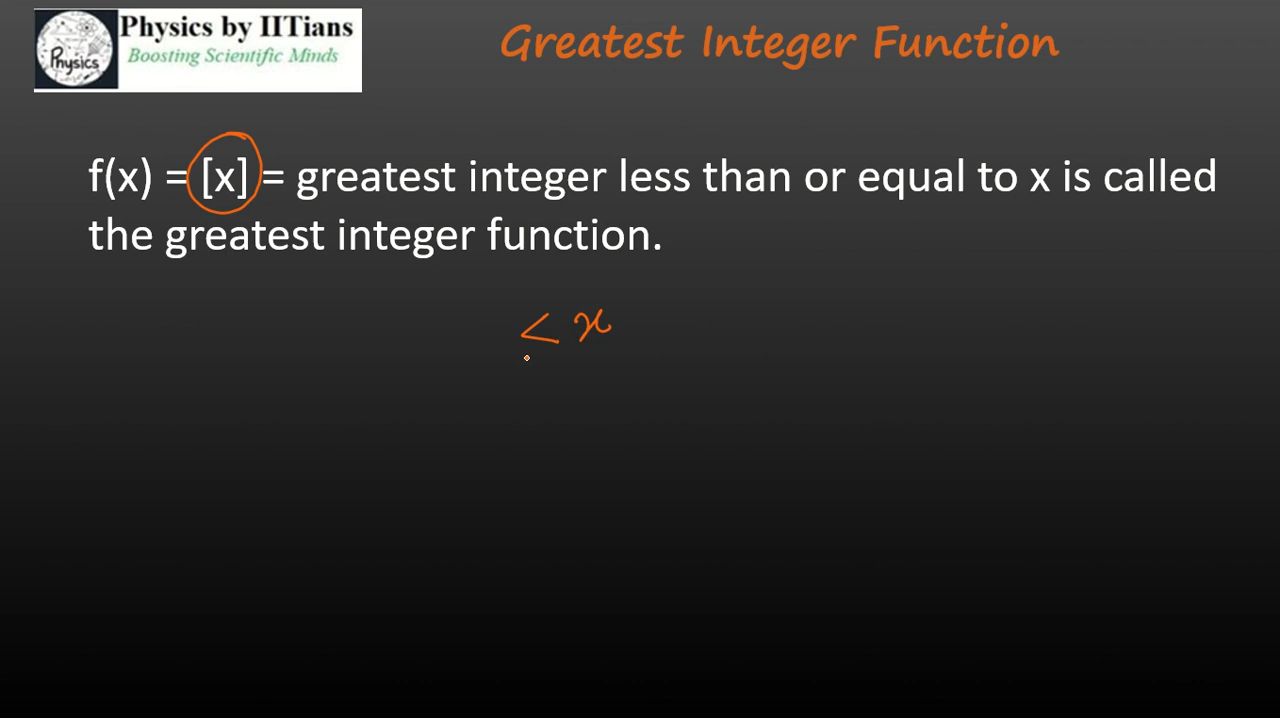 Physics by IITians
Boosting Scientific Minds
Physics
Greatest Integer Function
f(x) = [x] = greatest integer less than or equal to x is called
the greatest integer function.
< x